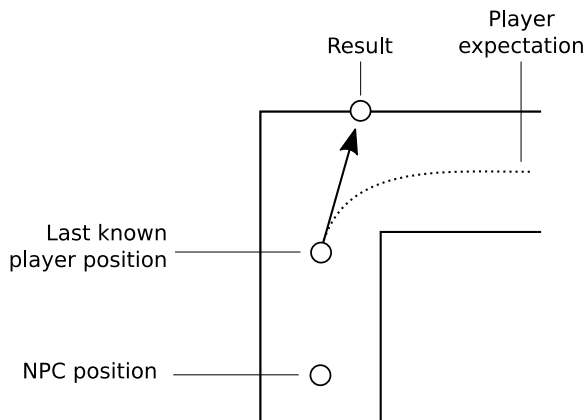 Player
expectation
Result
Last known
player position
NPC position